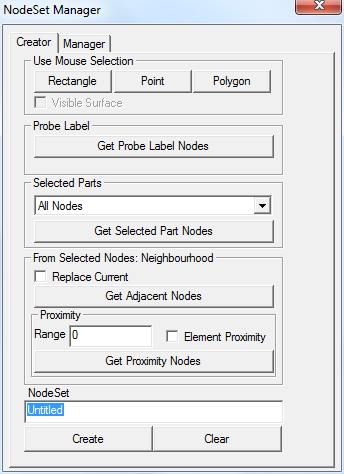 NodeSet Manager
Creator Manager
Use Mouse Selection
Rectangle Point Polygon
Visible Surface
Probe Label
Get Probe Label Nodes
Selected Parts
All Nodes
Get Selected Part Nodes
From Selected Nodes: Neighbourhood
Replace Current
Get Adjacent Nodes
Proximity
Range 0 Element Proximity
Get Proximity Nodes
NodeSet
Untitled
Create Clear